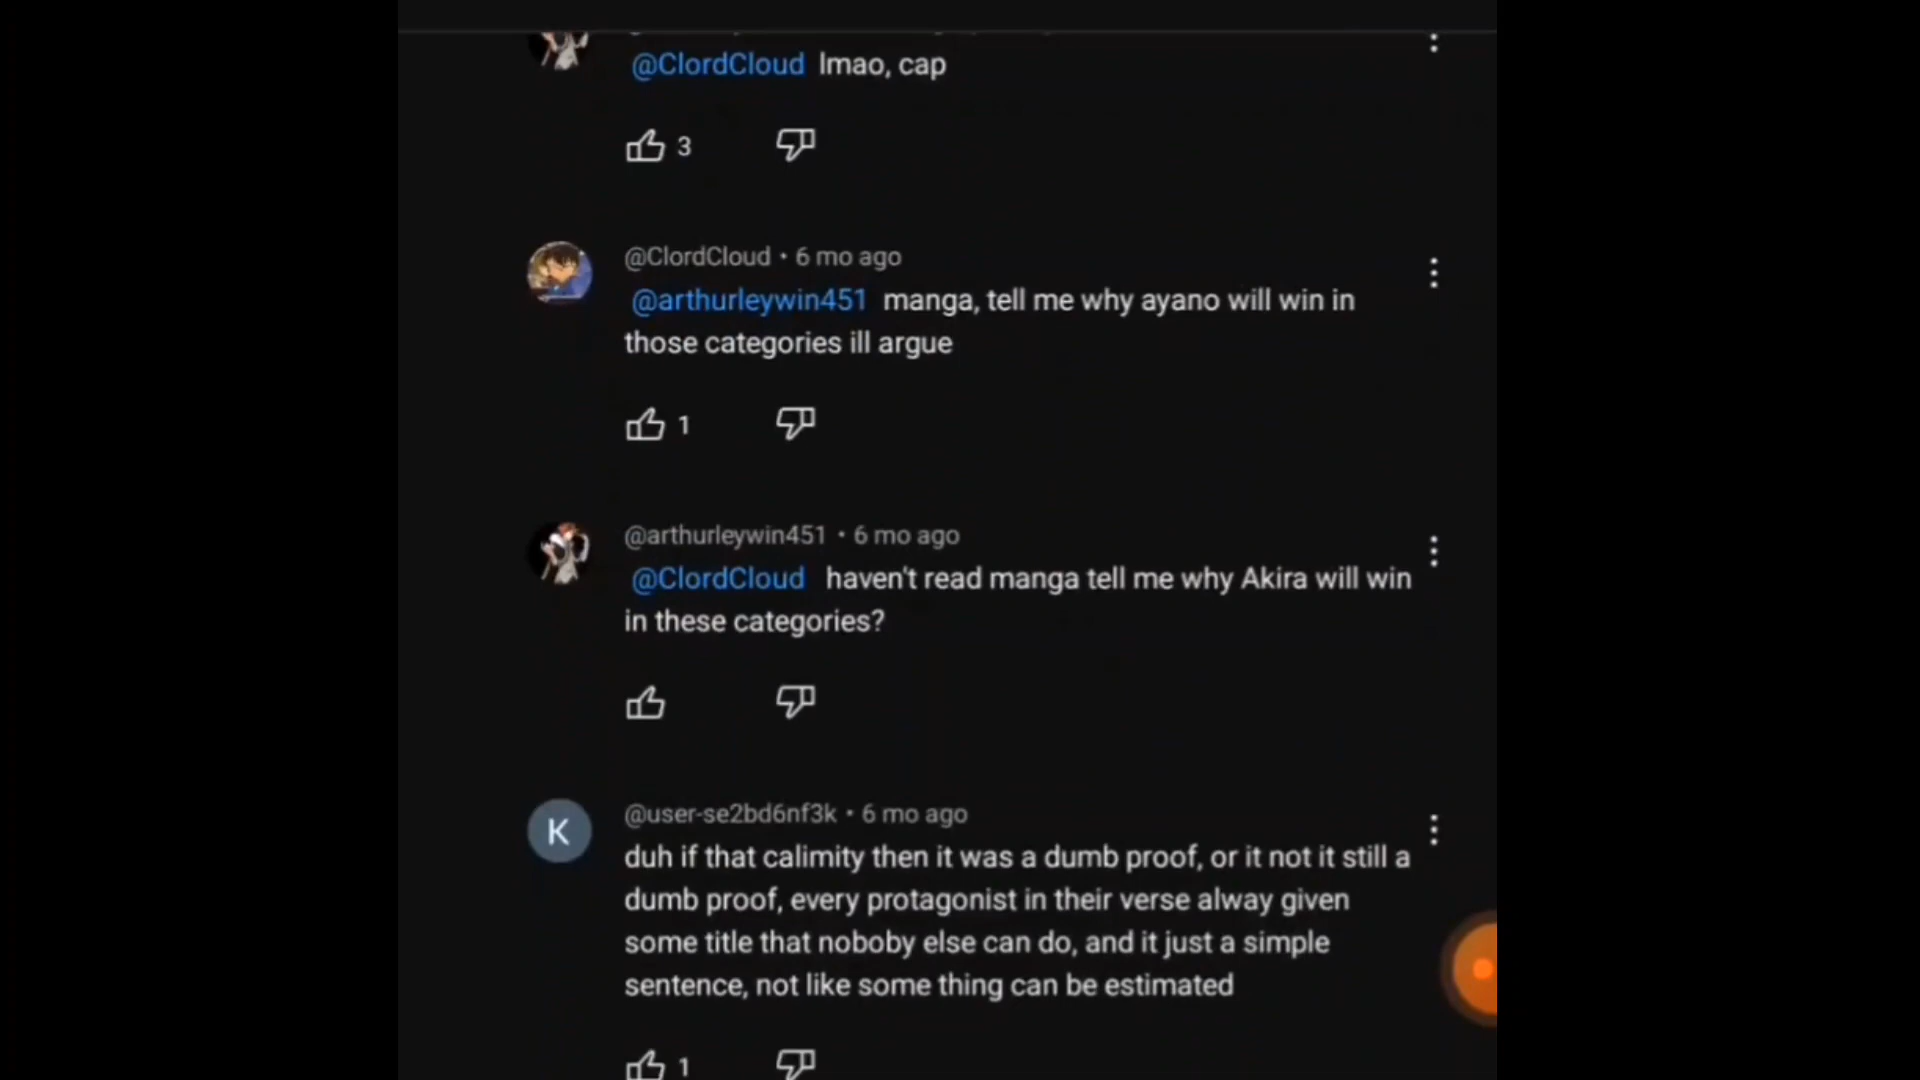 @ClordCloud lmao, cap
3
@ClordCloud • 6 mo ago
@arthurleywin451 manga, tell me why ayano will win in
those categories ill argue
1
@arthurleywin451 • 6 mo ago
@ClordCloud haven't read manga tell me why Akira will win
in these categories?
K
@user-se2bd6nf3k • 6 mo ago
duh if that calimity then it was a dumb proof, or it not it still a
dumb proof, every protagonist in their verse alway given
some title that noboby else can do, and it just a simple
sentence, not like some thing can be estimated
1